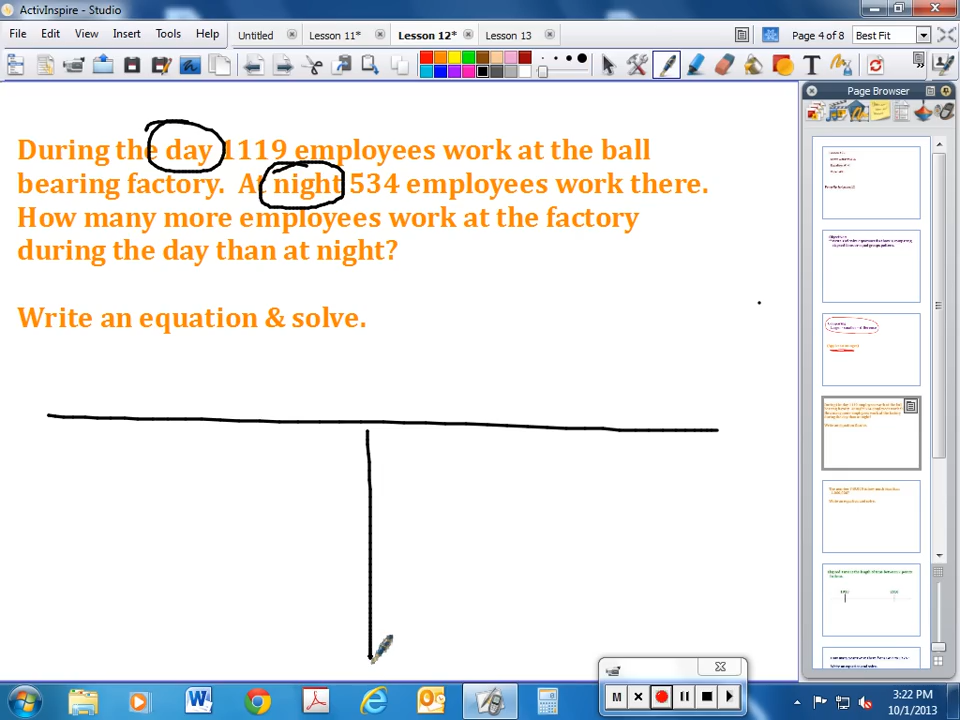 ActivInspire - Studio
File Edit View Insert Tools Help Untitled Lesson 11* Lesson 12* Lesson 13 Page 4 of 8 Best Fit
Page Browser
During the day 1119 employees work at the ball
bearing factory. At night 534 employees work there.
How many more employees work at the factory
during the day than at night?
Write an equation & solve.
M
3:22 PM
10/1/2013